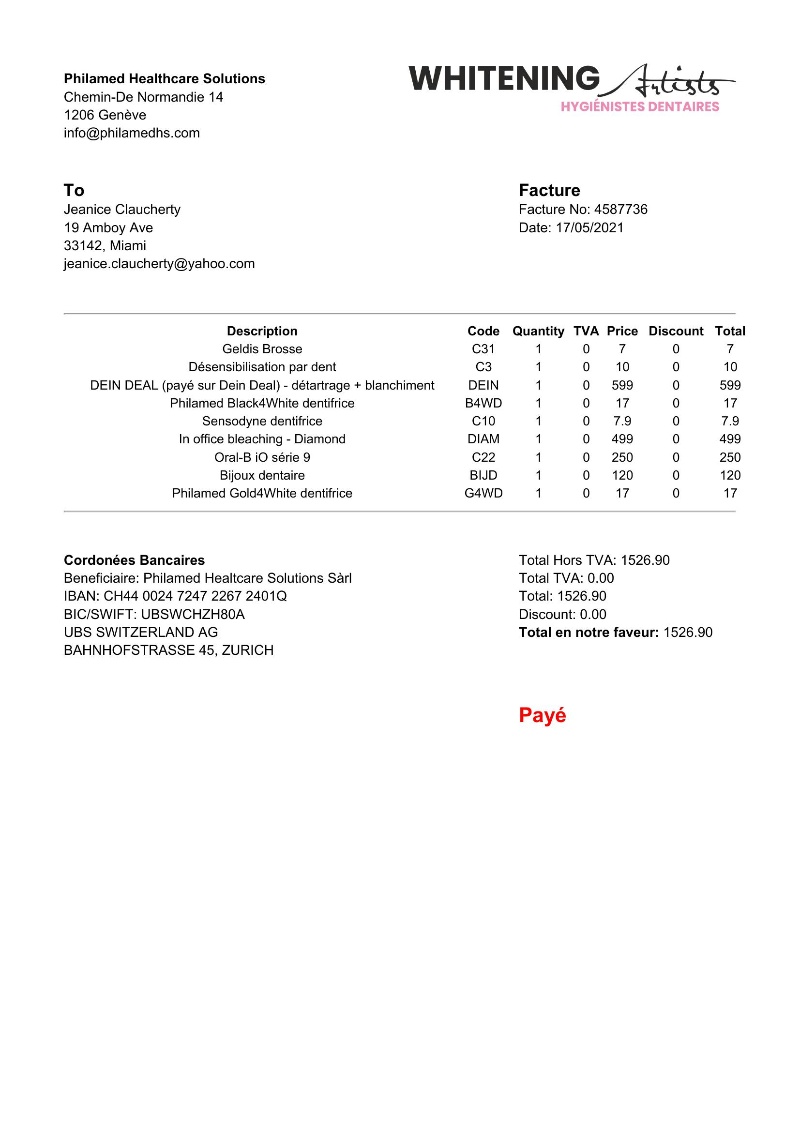 Philamed Healthcare Solutions
Chemin-De Normandie 14
1206 Genève
info@philamedhs.com
WHITENING Artists
HYGIÉNISTES DENTAIRES
To
Jeanice Claucherty
19 Amboy Ave
33142, Miami
jeanice.claucherty@yahoo.com
Facture
Facture No: 4587736
Date: 17/05/2021
Description Code Quantity TVA Price Discount Total
Geldis Brosse C31 1 0 7 0 7
Désensibilisation par dent C3 1 0 10 0 10
DEIN DEAL (payé sur Dein Deal) - détartrage + blanchiment DEIN 1 0 599 0 599
Philamed Black4White dentifrice B4WD 1 0 17 0 17
Sensodyne dentifrice C10 1 0 7.9 0 7.9
In office bleaching - Diamond DIAM 1 0 499 0 499
Oral-B iO série 9 C22 1 0 250 0 250
Bijoux dentaire BIJD 1 0 120 0 120
Philamed Gold4White dentifrice G4WD 1 0 17 0 17
Cordonées Bancaires
Beneficiaire: Philamed Healtcare Solutions Sàrl
IBAN: CH44 0024 7247 2267 2401Q
BIC/SWIFT: UBSWCHZH80A
UBS SWITZERLAND AG
BAHNHOFSTRASSE 45, ZURICH
Total Hors TVA: 1526.90
Total TVA: 0.00
Total: 1526.90
Discount: 0.00
Total en notre faveur: 1526.90
Payé